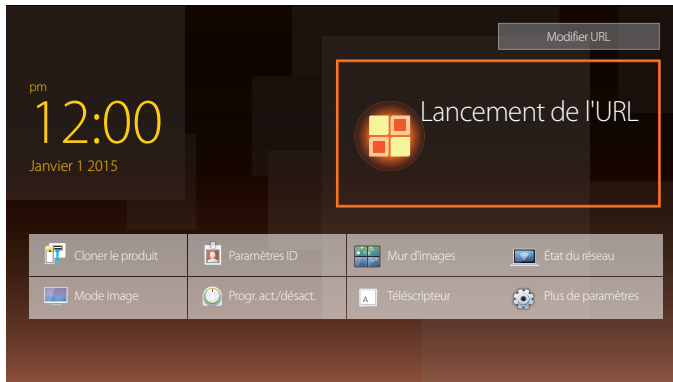 Modifier URL
pm
12:00
Janvier 1 2015
Lancement de l'URL
Cloner le produit
Paramètres ID
Mur d'images
État du réseau
Mode Image
Progr. act./désact.
A
Téléscripteur
Plus de paramètres